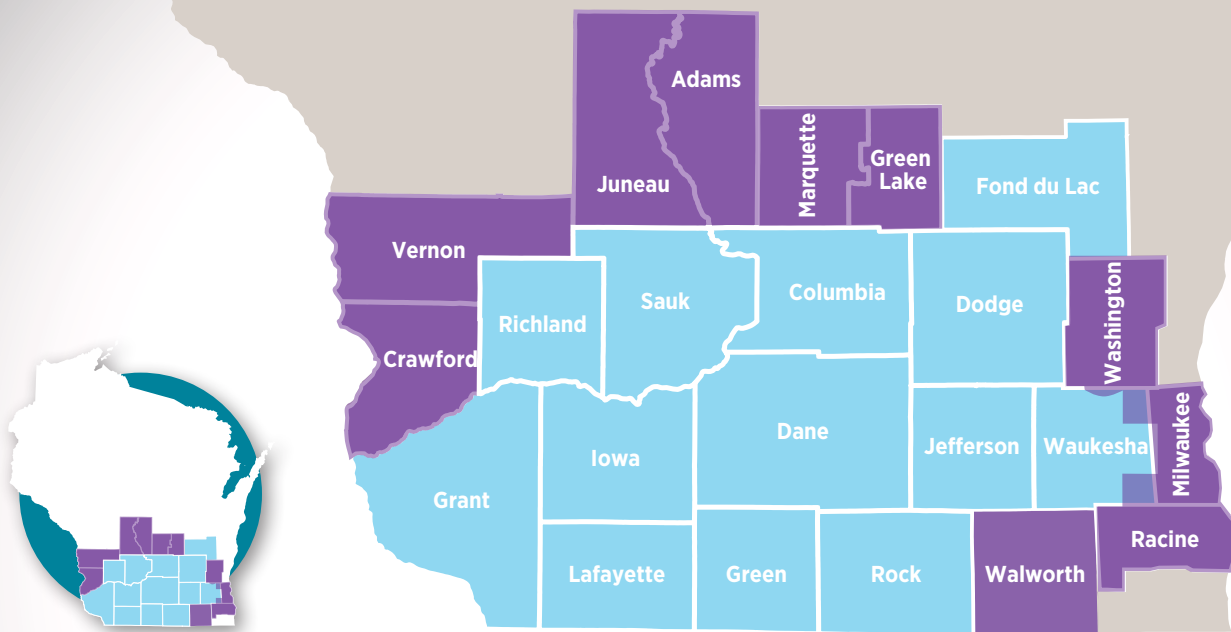 Adams
Juneau
Marquette
Green
Lake
Fond du Lac
Vernon
Richland
Sauk
Columbia
Dodge
Washington
Crawford
Grant
Iowa
Dane
Jefferson
Waukesha
Milwaukee
Lafayette
Green
Rock
Walworth
Racine